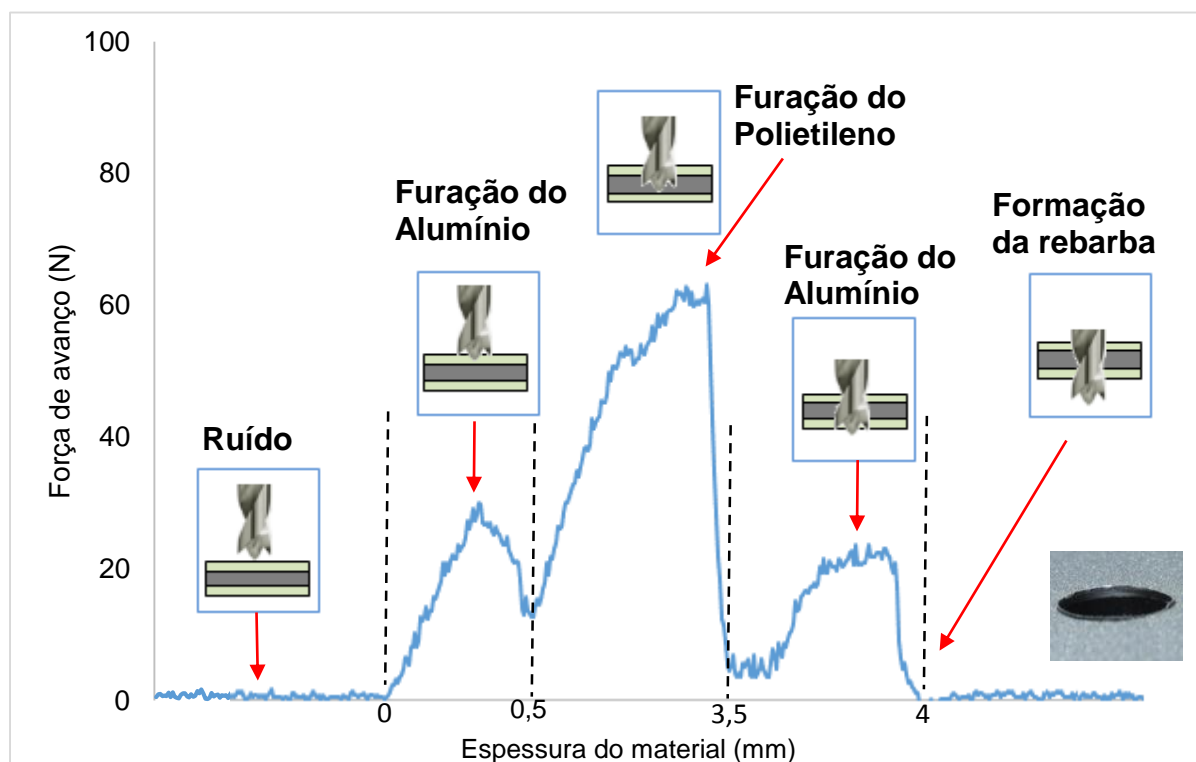 100
80
60
40
20
0
Força de avanço (N)
Ruído
Furação do
Alumínio
Furação do
Polietileno
Furação do
Alumínio
Formação
da rebarba
0
0,5
3,5
4
Espessura do material (mm)